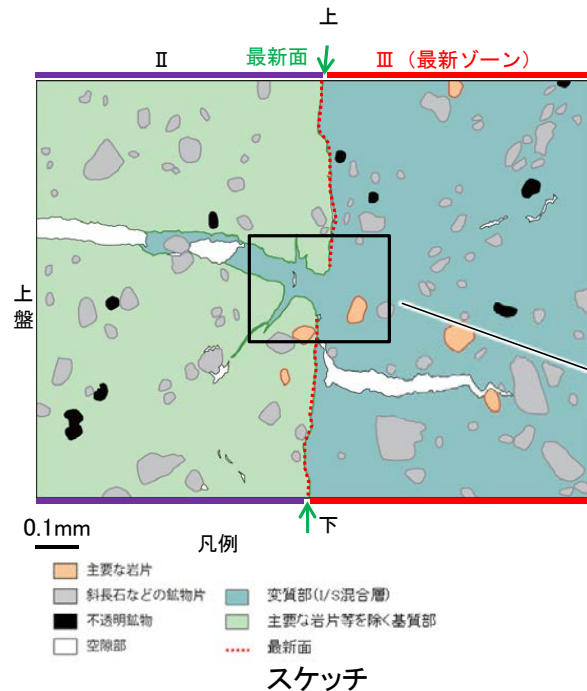 上
Ⅱ
最新面
Ⅲ（最新ゾーン）
上盤
下
0.1mm
凡例
主要な岩片
斜長石などの鉱物片
不透明鉱物
空隙部
変質部(I/S混合層)
主要な岩片等を除く基質部
最新面
スケッチ